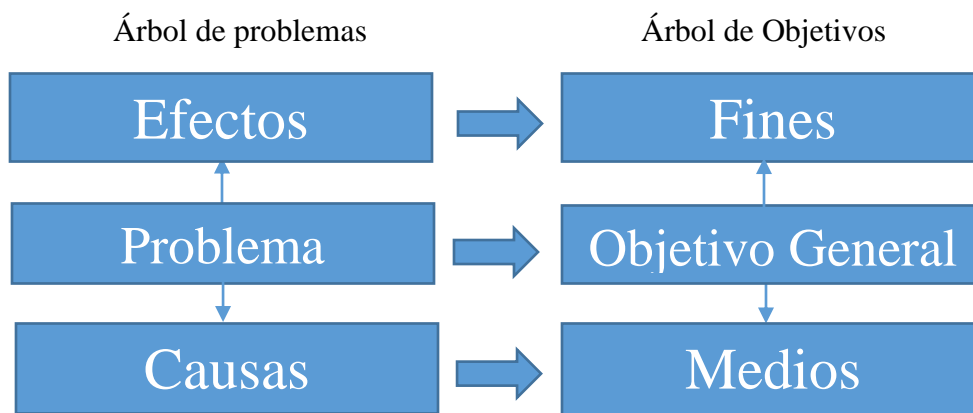 Árbol de problemas
Árbol de Objetivos
Efectos
Fines
Problema
Objetivo General
Causas
Medios